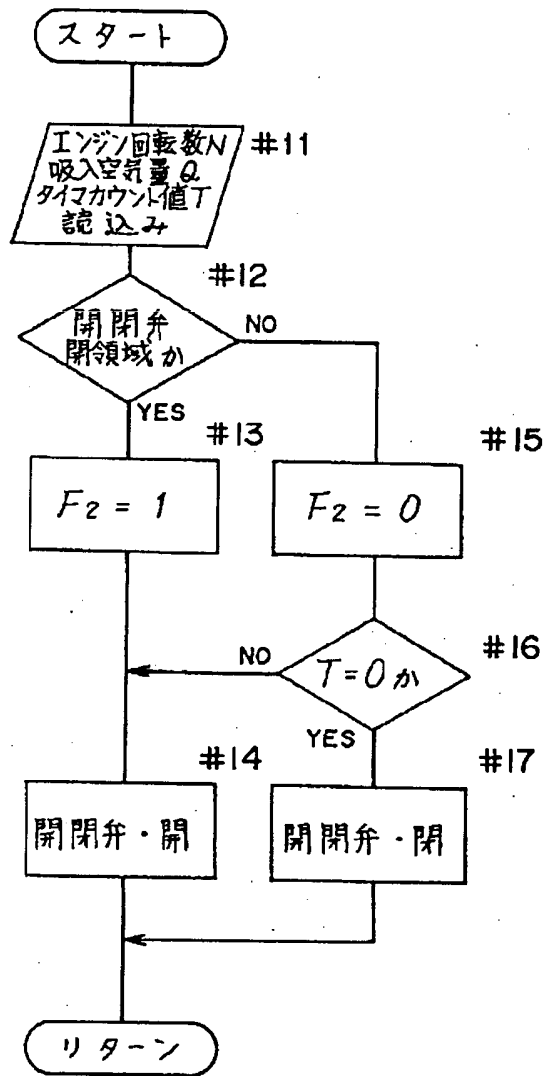 スタート
エンジン回転数N
吸入空気量Q
タイマカウント値T
読込み
#11
#12
開閉弁
開領域か
NO
YES
#13
F2 = 1
#15
F2 = 0
#16
T=0か
NO
YES
#14
開閉弁・開
#17
開閉弁・閉
リターン